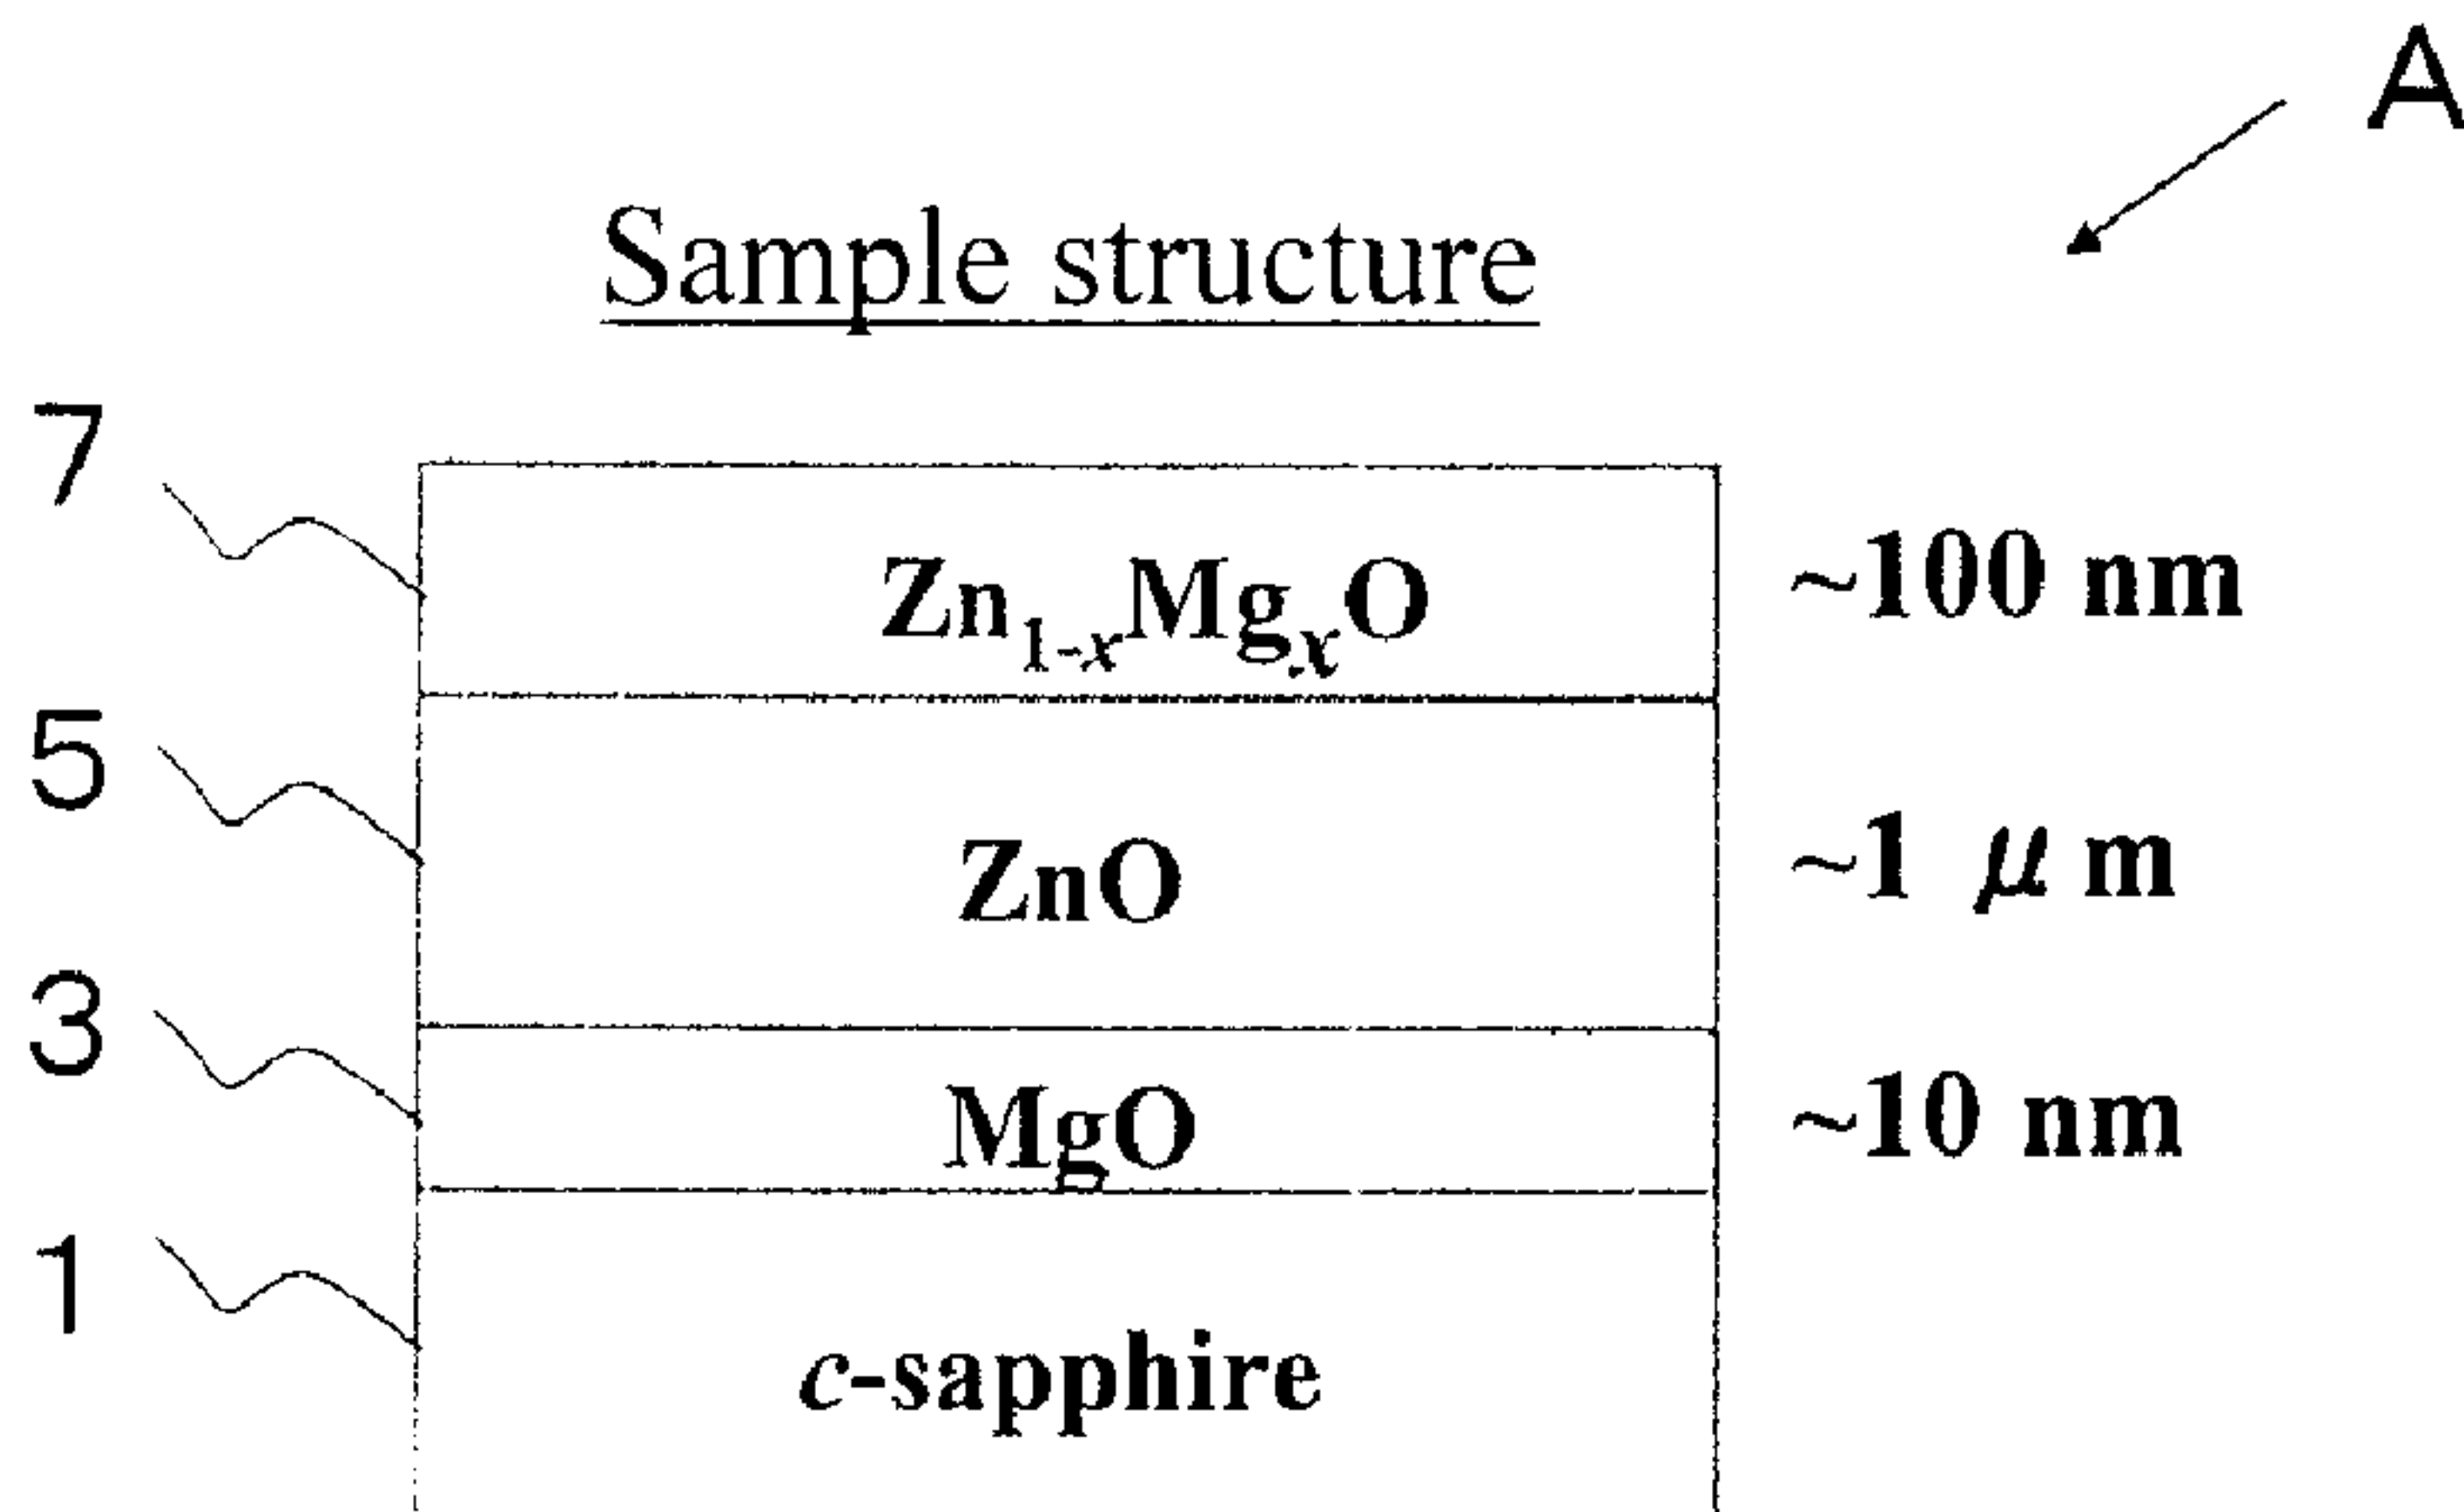 A
Sample structure
7 Zn1-xMgxO ~100 nm
5 ZnO ~1 μm
3 MgO ~10 nm
1 c-sapphire